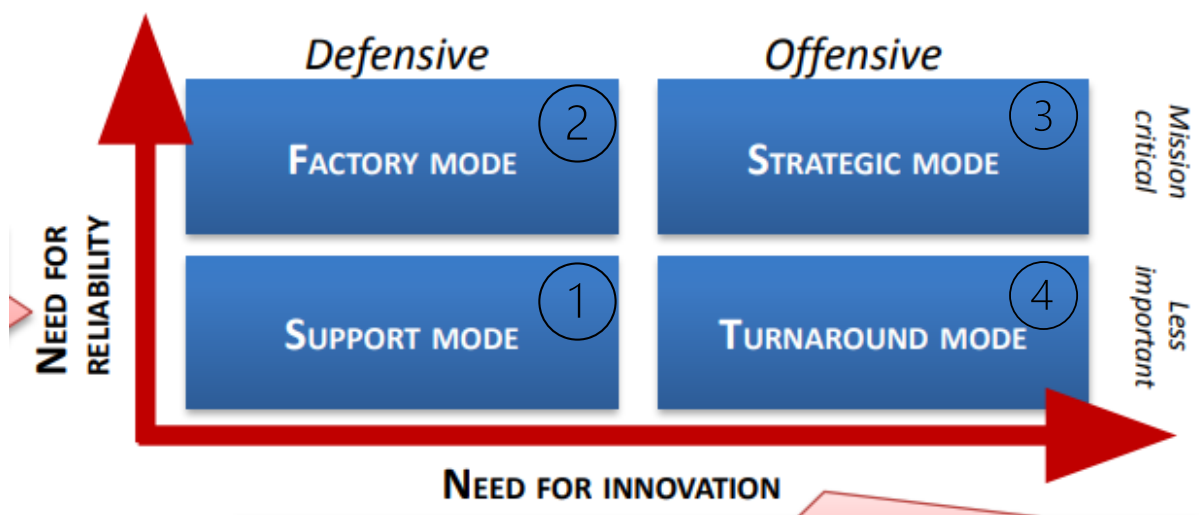 Defensive
Offensive
2
3
FACTORY MODE
STRATEGIC MODE
Mission
critical
NEED FOR
RELIABILITY
1
4
SUPPORT MODE
TURNAROUND MODE
Less
important
NEED FOR INNOVATION